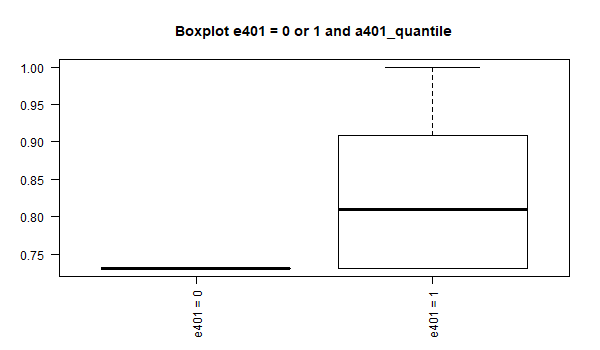 Boxplot e401 = 0 or 1 and a401_quantile
1.00
0.95
0.90
0.85
0.80
0.75
e401 = 0
e401 = 1